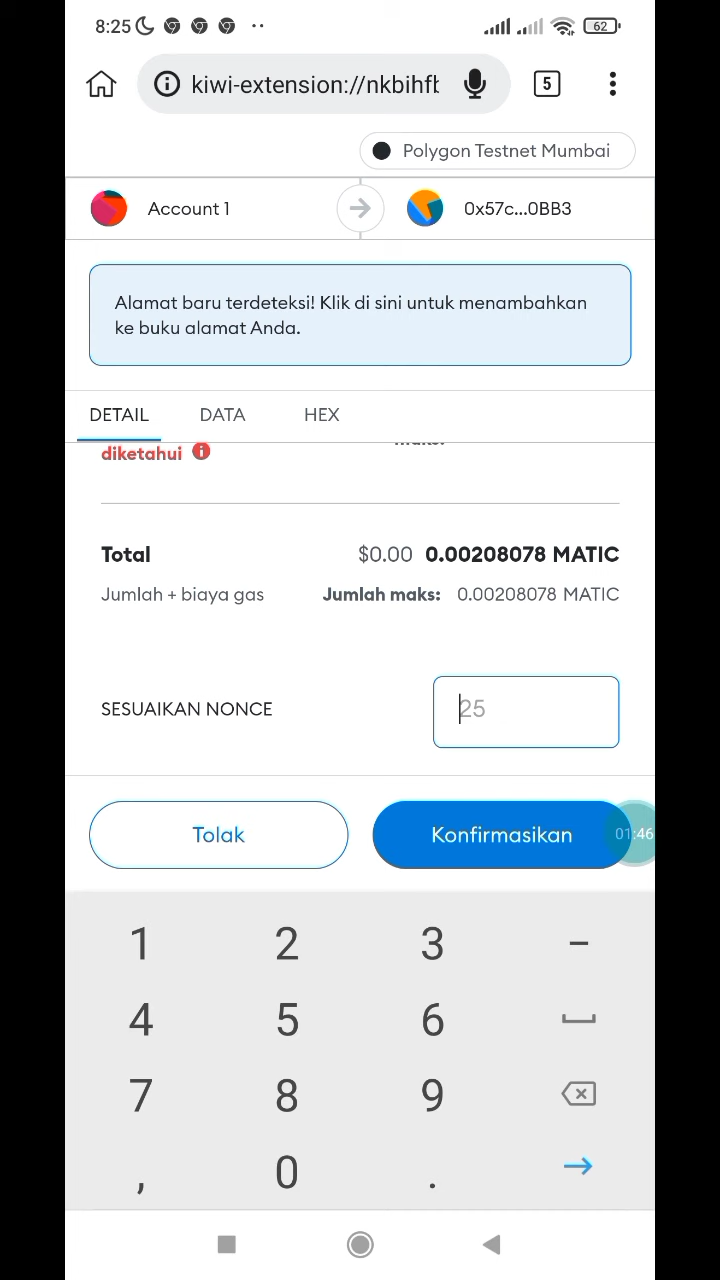 8:25
62
kiwi-extension://nkbihfb
5
Polygon Testnet Mumbai
Account 1
0x57c...0BB3
Alamat baru terdeteksi! Klik di sini untuk menambahkan
ke buku alamat Anda.
DETAIL DATA HEX
diketahui
Total $0.00 0.00208078 MATIC
Jumlah + biaya gas Jumlah maks: 0.00208078 MATIC
SESUAIKAN NONCE 25
Tolak Konfirmasikan 01:46
1 2 3 -
4 5 6
7 8 9
, 0 .